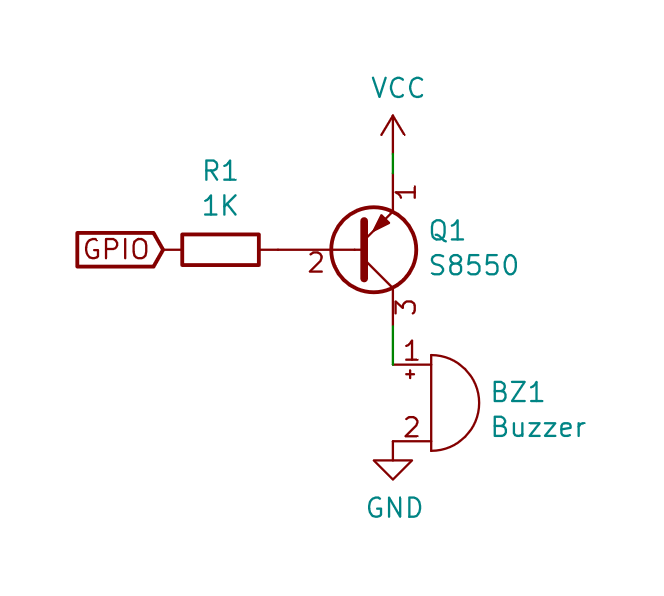 VCC
R1
1K
1
GPIO
2
Q1
S8550
3
1
+
BZ1
Buzzer
2
GND